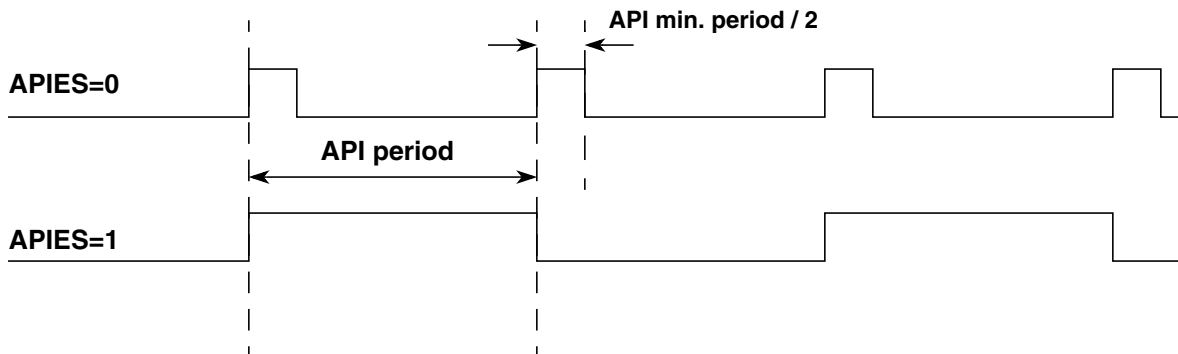 API min. period / 2
APIES=0
API period
APIES=1